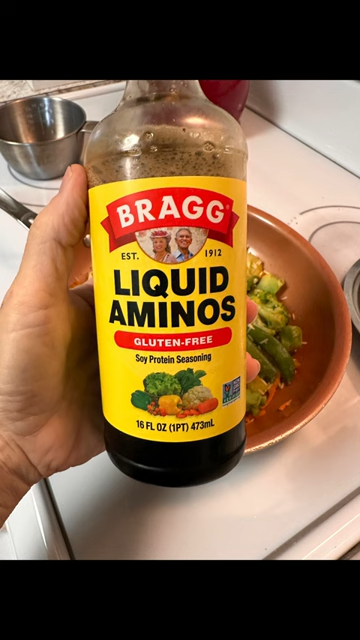 BRAGG®
EST. 1912
LIQUID
AMINOS
GLUTEN-FREE
Soy Protein Seasoning
16 FL OZ (1PT) 473mL